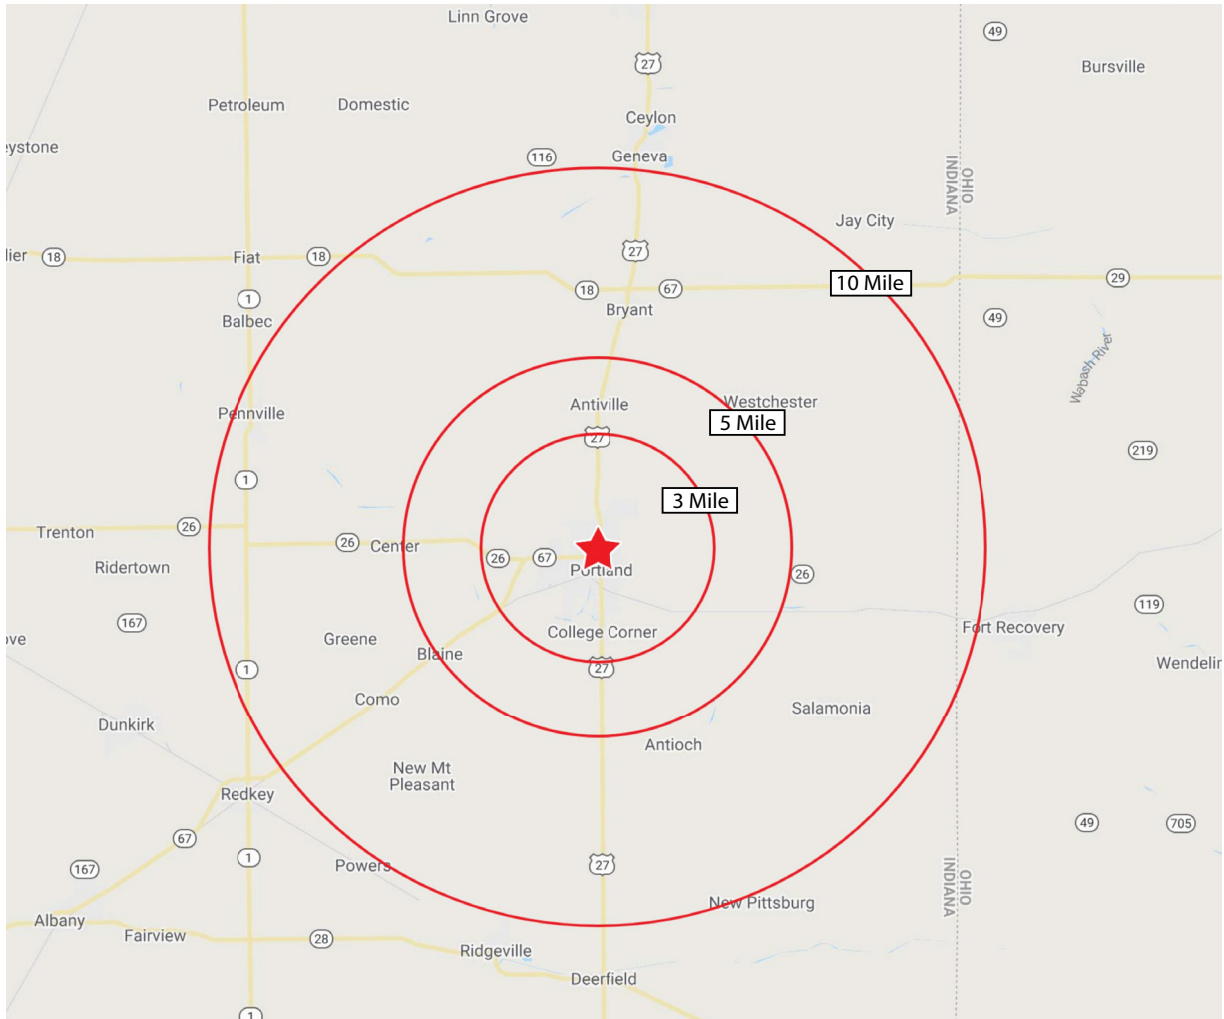 Linn Grove
49
27
Bursville
Petroleum
Domestic
Ceylon
eystone
116
Geneva
OHIO
INDIANA
Jay City
lier
18
Fiat
18
27
10 Mile
29
1
18
67
Bryant
49
Balbec
Wabash River
Pennville
Antiville
Westchester
5 Mile
27
219
1
3 Mile
Trenton
26
26
Center
26
67
Portland
26
Ridertown
119
167
ove
Greene
College Corner
Fort Recovery
Blaine
27
Wendelin
1
Como
Salamonia
Dunkirk
Antioch
New Mt
Pleasant
Redkey
67
49
705
1
Powers
27
167
OHIO
INDIANA
New Pittsburg
Albany
Fairview
28
Ridgeville
Deerfield
1